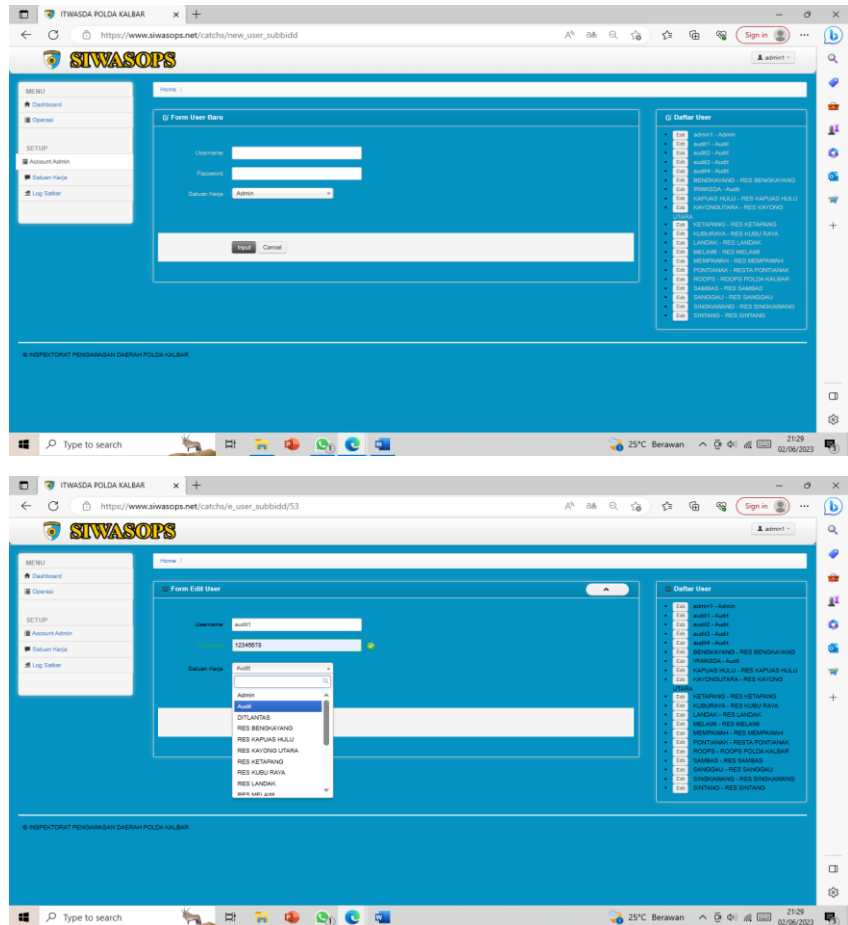 ITWASDA POLDA KALBAR
https://www.siwasops.net/catchs/new_user_subbidd
Sign in
SIWASOPS
admin1
MENU
Dashboard
Operasi
SETUP
Account Admin
Satuan Kerja
Log Satker
Home /
Form User Baru
Username
Password
Satuan Kerja
Admin
Input
Cancel
Daftar User
Edit admin1 - Admin
Edit audit1 - Audit
Edit audit2 - Audit
Edit audit3 - Audit
Edit audit4 - Audit
Edit BENGKAYANG - RES BENGKAYANG
Edit IRWASDA - Audit
Edit KAPUAS HULU - RES KAPUAS HULU
Edit KAYONGUTARA - RES KAYONG
UTARA
Edit KETAPANG - RES KETAPANG
Edit KUBURAYA - RES KUBU RAYA
Edit LANDAK - RES LANDAK
Edit MELAWI - RES MELAWI
Edit MEMPAWAH - RES MEMPAWAH
Edit PONTIANAK - RESTA PONTIANAK
Edit ROOPS - ROOPS POLDA KALBAR
Edit SAMBAS - RES SAMBAS
Edit SANGGAU - RES SANGGAU
Edit SINGKAWANG - RES SINGKAWANG
Edit SINTANG - RES SINTANG
© INSPEKTORAT PENGAWASAN DAERAH POLDA KALBAR
Type to search
25°C Berawan
21:29
02/06/2023
ITWASDA POLDA KALBAR
https://www.siwasops.net/catchs/e_user_subbidd/53
Sign in
SIWASOPS
admin1
MENU
Dashboard
Operasi
SETUP
Account Admin
Satuan Kerja
Log Satker
Home /
Form Edit User
Username
audit1
Password
12345678
Satuan Kerja
Audit
Admin
Audit
DITLANTAS
RES BENGKAYANG
RES KAPUAS HULU
RES KAYONG UTARA
RES KETAPANG
RES KUBU RAYA
RES LANDAK
RES MELAWI
Daftar User
Edit admin1 - Admin
Edit audit1 - Audit
Edit audit2 - Audit
Edit audit3 - Audit
Edit audit4 - Audit
Edit BENGKAYANG - RES BENGKAYANG
Edit IRWASDA - Audit
Edit KAPUAS HULU - RES KAPUAS HULU
Edit KAYONGUTARA - RES KAYONG
UTARA
Edit KETAPANG - RES KETAPANG
Edit KUBURAYA - RES KUBU RAYA
Edit LANDAK - RES LANDAK
Edit MELAWI - RES MELAWI
Edit MEMPAWAH - RES MEMPAWAH
Edit PONTIANAK - RESTA PONTIANAK
Edit ROOPS - ROOPS POLDA KALBAR
Edit SAMBAS - RES SAMBAS
Edit SANGGAU - RES SANGGAU
Edit SINGKAWANG - RES SINGKAWANG
Edit SINTANG - RES SINTANG
© INSPEKTORAT PENGAWASAN DAERAH POLDA KALBAR
Type to search
25°C Berawan
21:29
02/06/2023